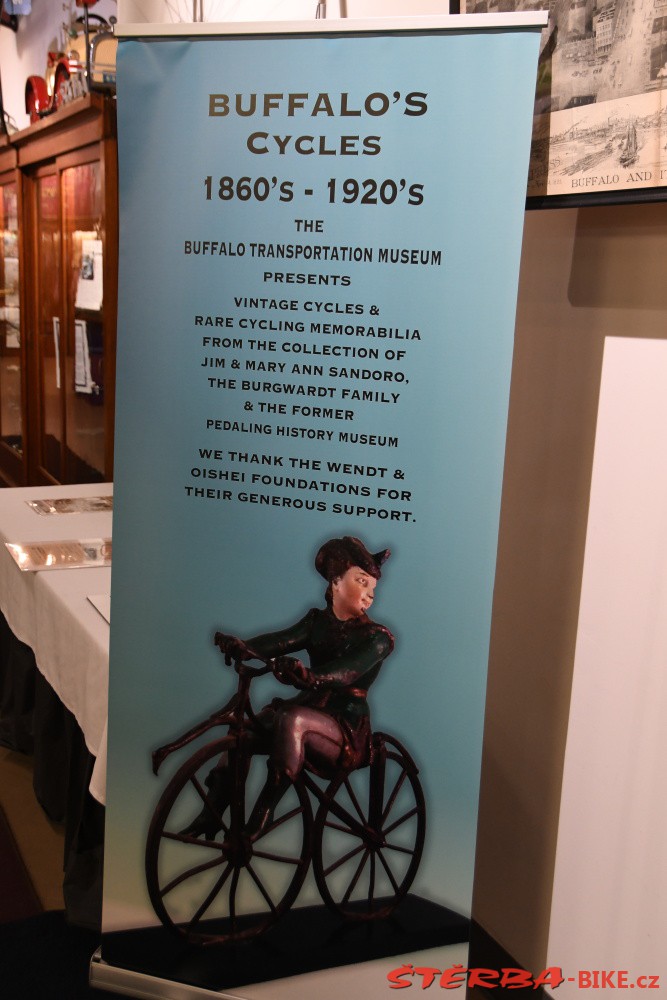 BUFFALO'S
CYCLES
1860'S - 1920'S
THE
BUFFALO TRANSPORTATION MUSEUM
PRESENTS
VINTAGE CYCLES &
RARE CYCLING MEMORABILIA
FROM THE COLLECTION OF
JIM & MARY ANN SANDORO,
THE BURGWARDT FAMILY
& THE FORMER
PEDALING HISTORY MUSEUM
WE THANK THE WENDT &
OISHEI FOUNDATIONS FOR
THEIR GENEROUS SUPPORT.
BUFFALO AND
ŠTĚRBA-BIKE.cz